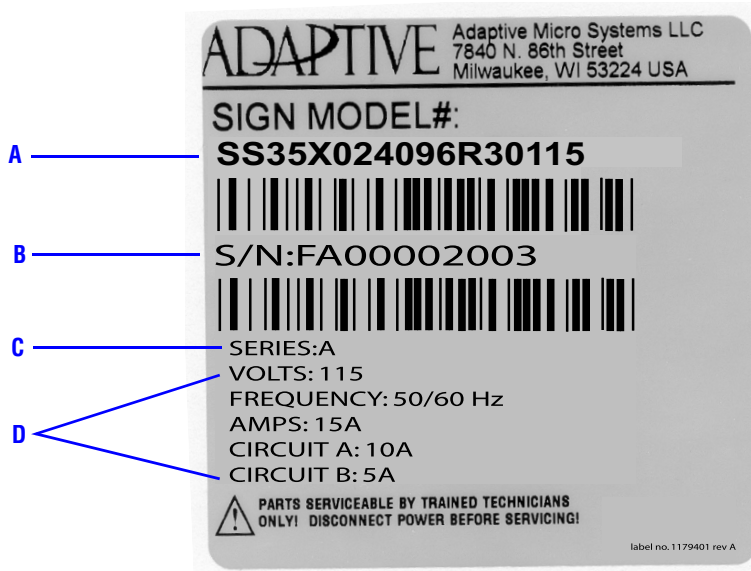 ADAPTIVE
Adaptive Micro Systems LLC
7840 N. 86th Street
Milwaukee, WI 53224 USA
SIGN MODEL#:
A
SS35X024096R30115
B
S/N:FA00002003
C
SERIES:A
VOLTS: 115
FREQUENCY: 50/60 Hz
D
AMPS: 15A
CIRCUIT A: 10A
CIRCUIT B: 5A
PARTS SERVICEABLE BY TRAINED TECHNICIANS
ONLY! DISCONNECT POWER BEFORE SERVICING!
label no. 1179401 rev A